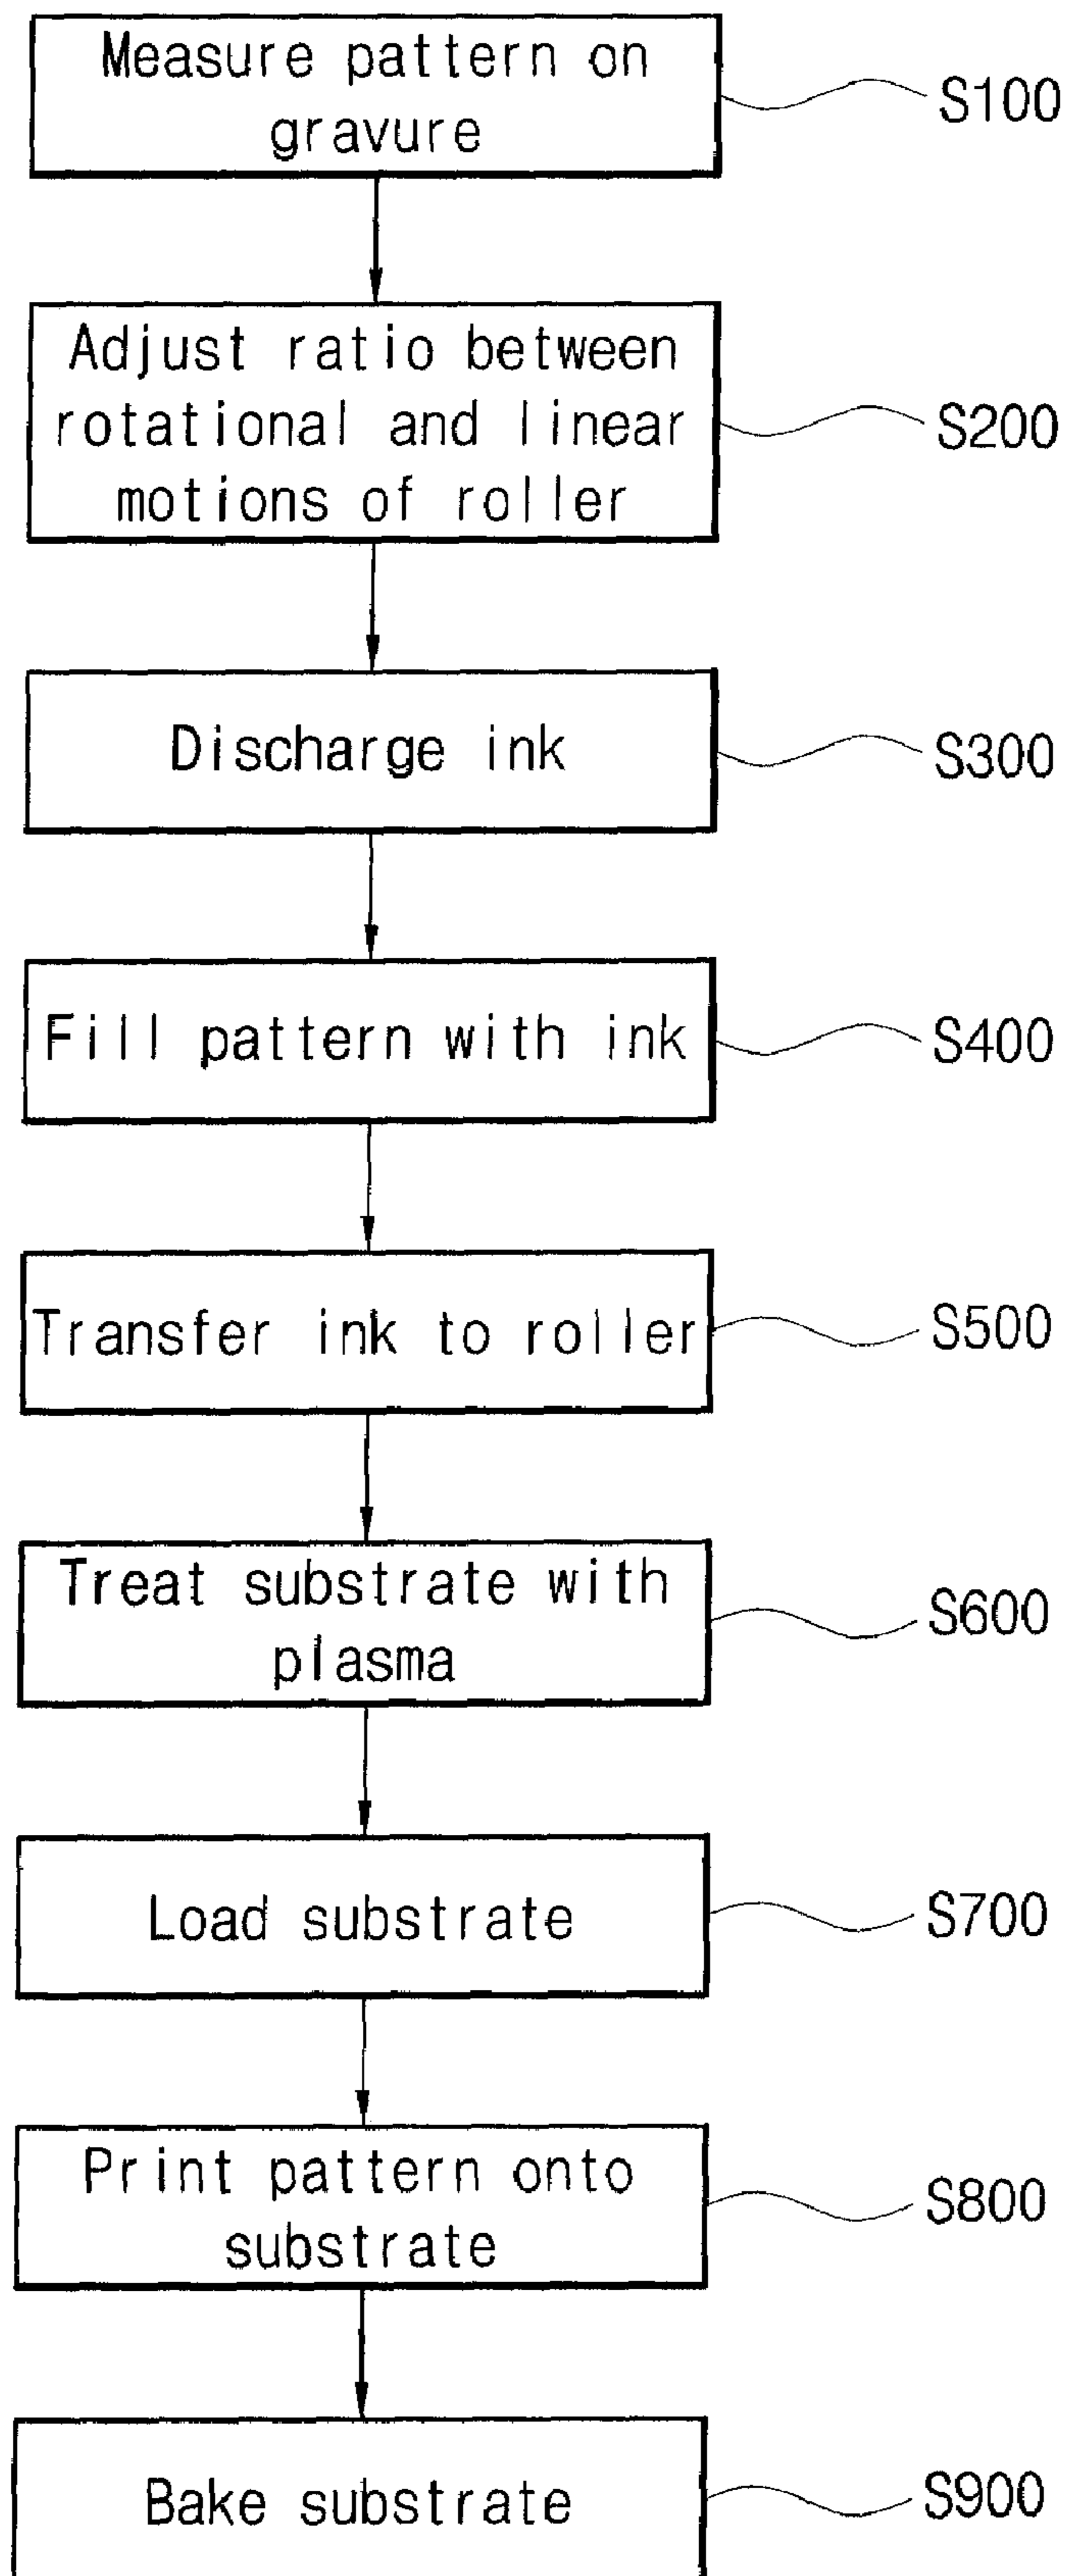 Measure pattern on
gravure
S100
Adjust ratio between
rotational and linear
motions of roller
S200
Discharge ink
S300
Fill pattern with ink
S400
Transfer ink to roller
S500
Treat substrate with
plasma
S600
Load substrate
S700
Print pattern onto
substrate
S800
Bake substrate
S900